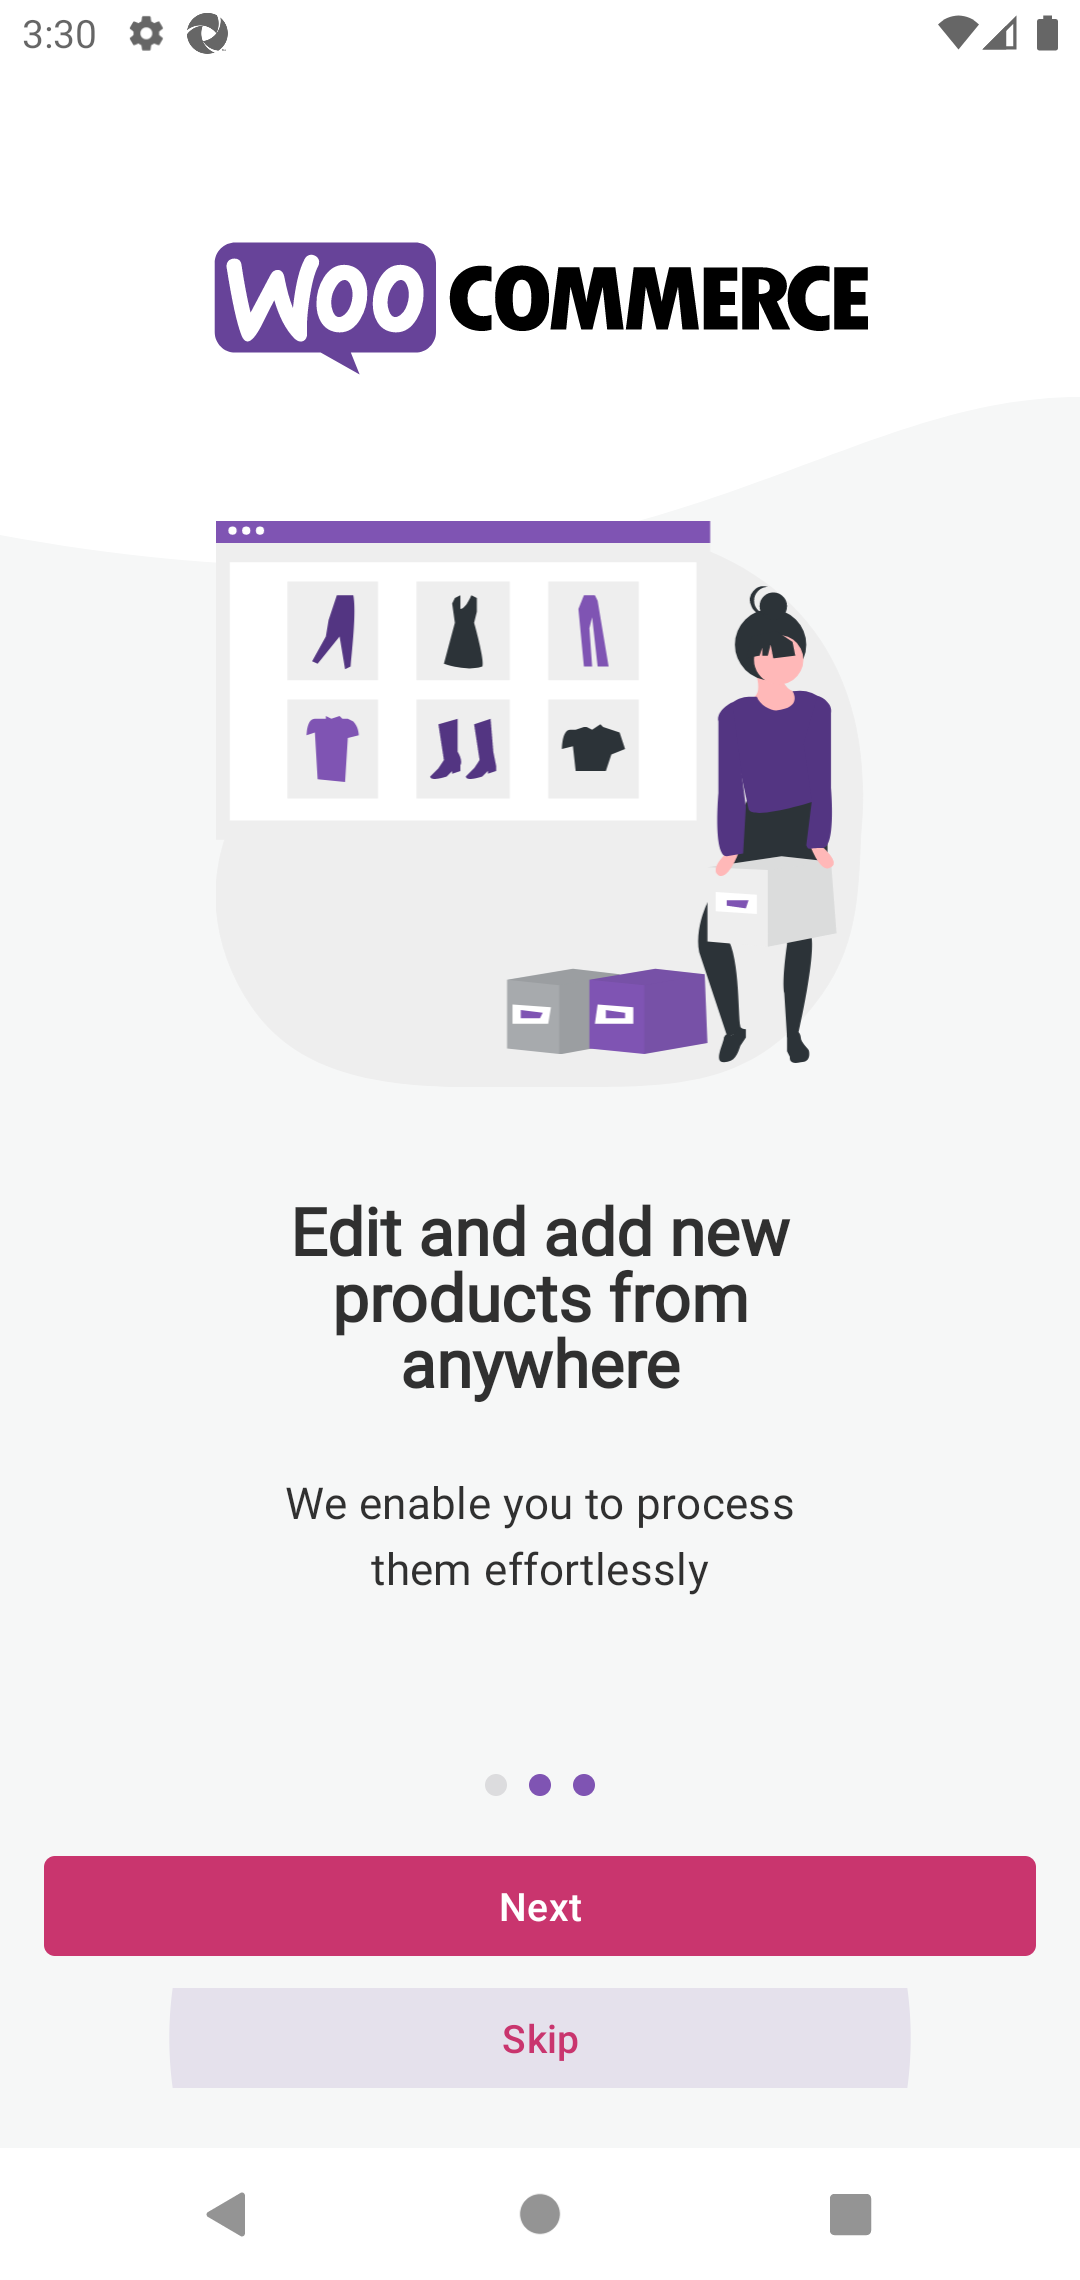 3:30
WOO COMMERCE
Edit and add new
products from
anywhere
We enable you to process
them effortlessly
Next
Skip